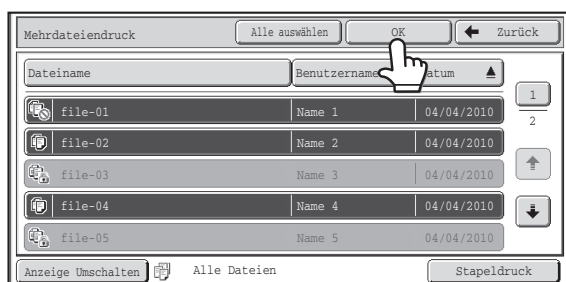 Mehrdateiendruck Alle auswählen OK Zurück
Dateiname Benutzername atum
file-01 Name 1 04/04/2010
file-02 Name 2 04/04/2010
file-03 Name 3 04/04/2010
file-04 Name 4 04/04/2010
file-05 Name 5 04/04/2010
1
2
Anzeige Umschalten Alle Dateien Stapeldruck